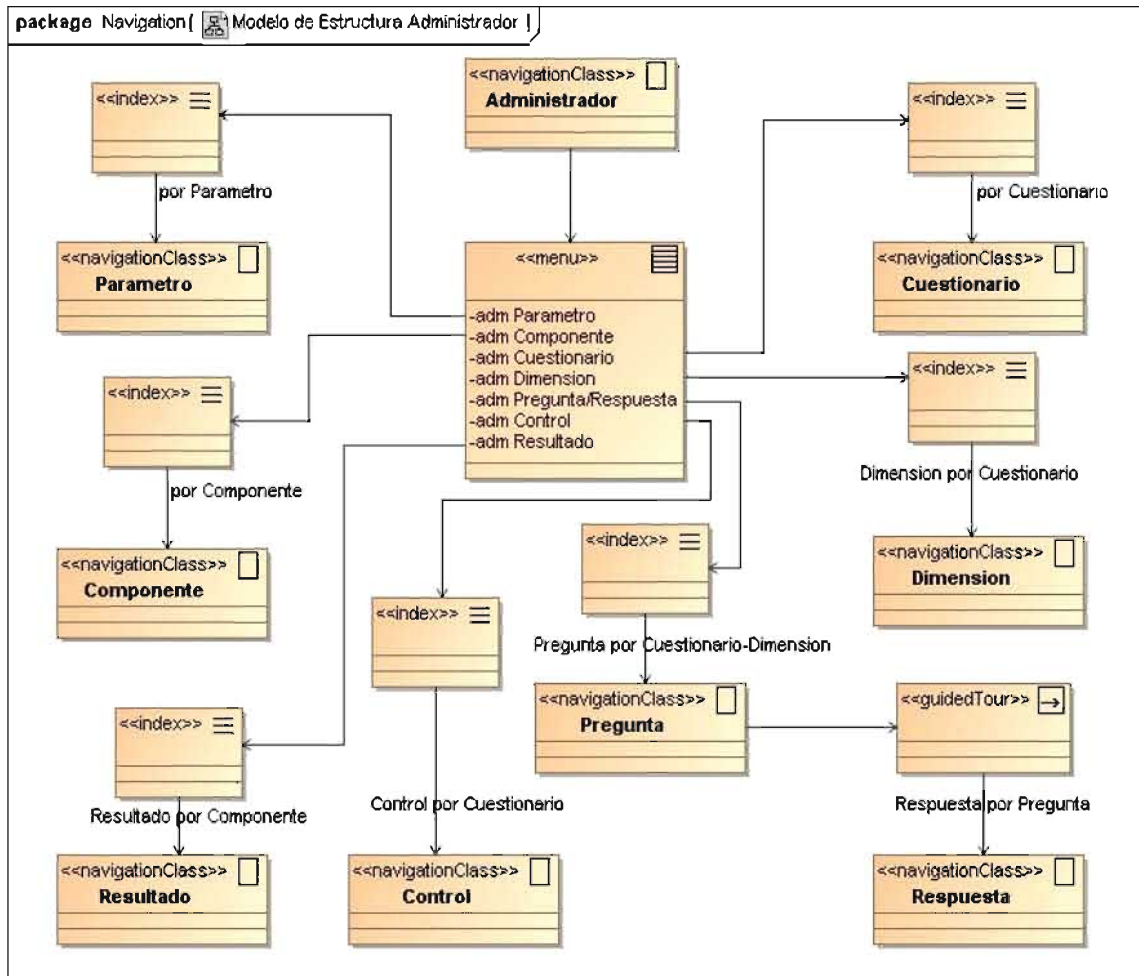 package Navigation[ Modelo de Estructura Administrador ]
<<navigationClass>>
Administrador
<<index>>
por Parametro
<<navigationClass>>
Parametro
<<index>>
por Cuestionario
<<navigationClass>>
Cuestionario
<<menu>>
-adm Parametro
-adm Componente
-adm Cuestionario
-adm Dimension
-adm Pregunta/Respuesta
-adm Control
-adm Resultado
<<index>>
por Componente
<<navigationClass>>
Componente
<<index>>
Dimension por Cuestionario
<<navigationClass>>
Dimension
<<index>>
Pregunta por Cuestionario-Dimension
<<navigationClass>>
Pregunta
<<guidedTour>>
Respuesta por Pregunta
<<navigationClass>>
Respuesta
<<index>>
Control por Cuestionario
<<navigationClass>>
Control
<<index>>
Resultado por Componente
<<navigationClass>>
Resultado